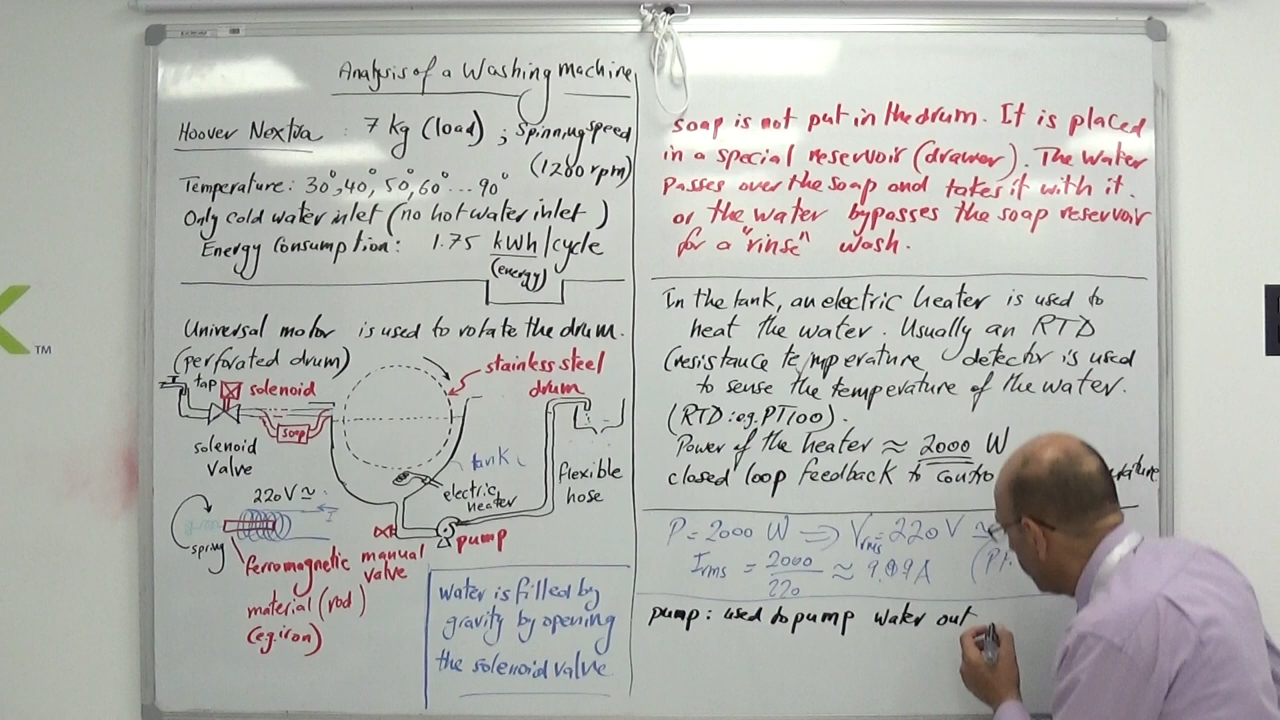 Analysis of a Washing Machine
Hoover Nextra : 7 kg (load) ; spinning speed
(1200 rpm)
Temperature: 30°, 40°, 50°, 60° ... 90°
Only cold water inlet (no hot water inlet )
Energy Consumption: 1.75 kWh/cycle
(energy)
Universal motor is used to rotate the drum.
(perforated drum)
stainless steel
drum
tap
solenoid
soap
solenoid
valve
tank
electric
heater
flexible
hose
220V ≃
I
spring
ferromagnetic
material (rod)
(e.g. iron)
manual
valve
pump
water is filled by
gravity by opening
the solenoid valve
soap is not put in the drum. It is placed
in a special reservoir (drawer). The water
passes over the soap and takes it with it.
or the water bypasses the soap reservoir
for a "rinse" wash.
In the tank, an electric heater is used to
heat the water. Usually an RTD
(resistance temperature detector is used
to sense the temperature of the water.
(RTD: e.g. PT100).
Power of the heater ≈ 2000 W
closed loop feedback to
P = 2000 W ⇒ Vrms = 220 V
Irms = 2000/220 ≈ 9.09 A
pump: used to pump water out
TM